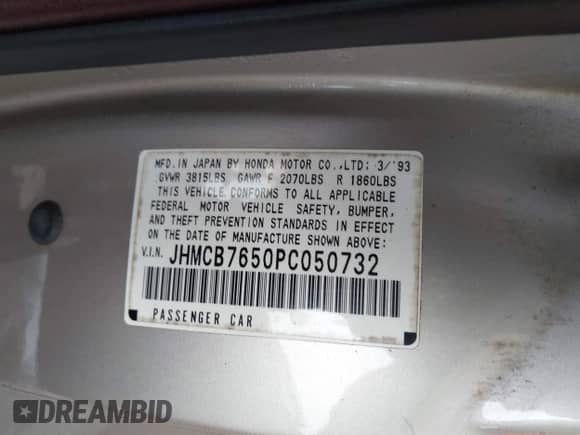 MFD.IN JAPAN BY HONDA MOTOR CO.,LTD: 3/'93
GVWR 3815LBS GAWR F 2070LBS R 1860LBS
THIS VEHICLE CONFORMS TO ALL APPLICABLE
FEDERAL MOTOR VEHICLE SAFETY, BUMPER,
AND THEFT PREVENTION STANDARDS IN EFFECT
ON THE DATE OF MANUFACTURE SHOWN ABOVE:
V.I.N. JHMCB7650PC050732
PASSENGER CAR
DREAMBID